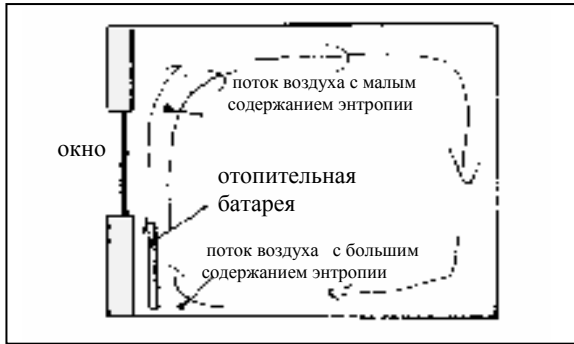 поток воздуха с малым
содержанием энтропии
окно
отопительная
батарея
поток воздуха с большим
содержанием энтропии